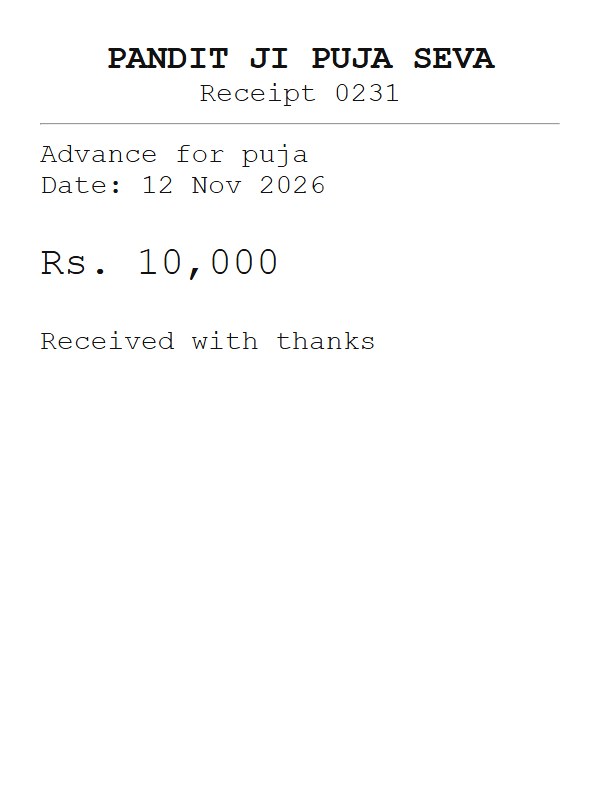 PANDIT JI PUJA SEVA
Receipt 0231
Advance for puja
Date: 12 Nov 2026
Rs. 10,000
Received with thanks